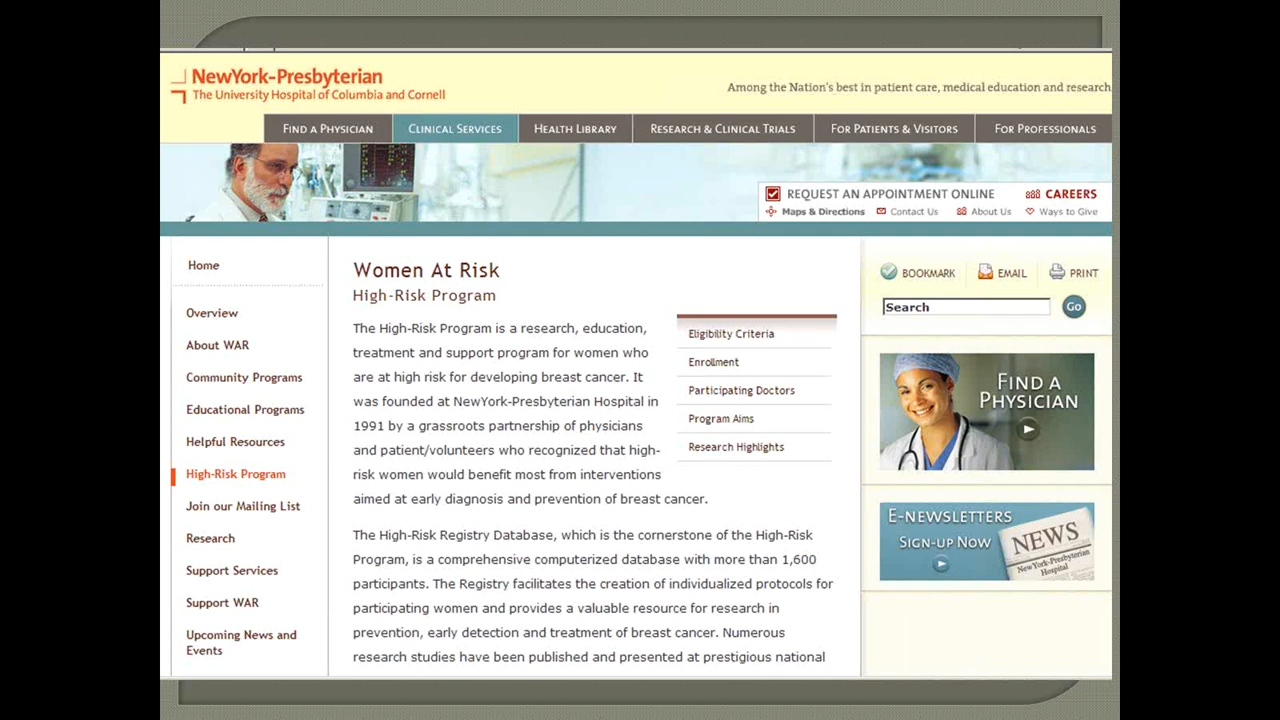 NewYork-Presbyterian
The University Hospital of Columbia and Cornell
Among the Nation's best in patient care, medical education and research
FIND A PHYSICIAN
CLINICAL SERVICES
HEALTH LIBRARY
RESEARCH & CLINICAL TRIALS
FOR PATIENTS & VISITORS
FOR PROFESSIONALS
REQUEST AN APPOINTMENT ONLINE
CAREERS
Maps & Directions
Contact Us
About Us
Ways to Give
Home
Overview
About WAR
Community Programs
Educational Programs
Helpful Resources
High-Risk Program
Join our Mailing List
Research
Support Services
Support WAR
Upcoming News and
Events
Women At Risk
High-Risk Program
The High-Risk Program is a research, education,
treatment and support program for women who
are at high risk for developing breast cancer. It
was founded at NewYork-Presbyterian Hospital in
1991 by a grassroots partnership of physicians
and patient/volunteers who recognized that high-
risk women would benefit most from interventions
aimed at early diagnosis and prevention of breast cancer.
The High-Risk Registry Database, which is the cornerstone of the High-Risk
Program, is a comprehensive computerized database with more than 1,600
participants. The Registry facilitates the creation of individualized protocols for
participating women and provides a valuable resource for research in
prevention, early detection and treatment of breast cancer. Numerous
research studies have been published and presented at prestigious national
Eligibility Criteria
Enrollment
Participating Doctors
Program Aims
Research Highlights
BOOKMARK
EMAIL
PRINT
Search
Go
FIND A
PHYSICIAN
E-NEWSLETTERS
SIGN-UP NOW
NEWS
NewYork-Presbyterian
Hospital